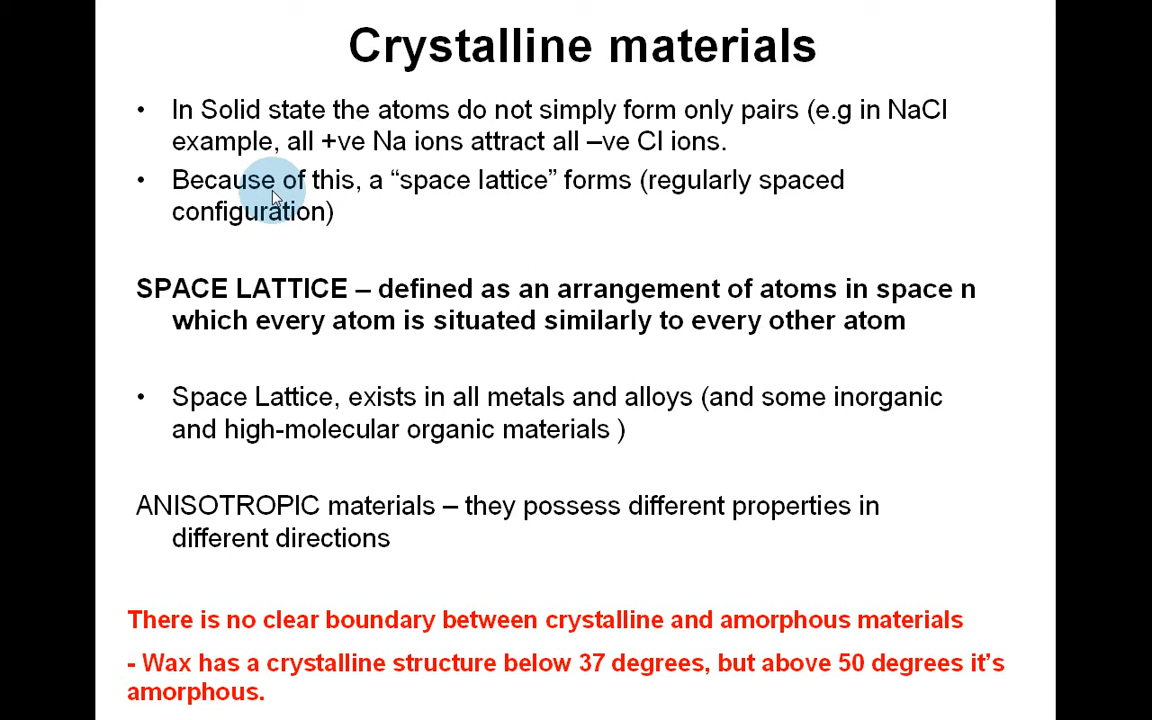 Crystalline materials
• In Solid state the atoms do not simply form only pairs (e.g in NaCl
example, all +ve Na ions attract all –ve Cl ions.
• Because of this, a “space lattice” forms (regularly spaced
configuration)
SPACE LATTICE – defined as an arrangement of atoms in space n
which every atom is situated similarly to every other atom
• Space Lattice, exists in all metals and alloys (and some inorganic
and high-molecular organic materials )
ANISOTROPIC materials – they possess different properties in
different directions
There is no clear boundary between crystalline and amorphous materials
- Wax has a crystalline structure below 37 degrees, but above 50 degrees it’s
amorphous.